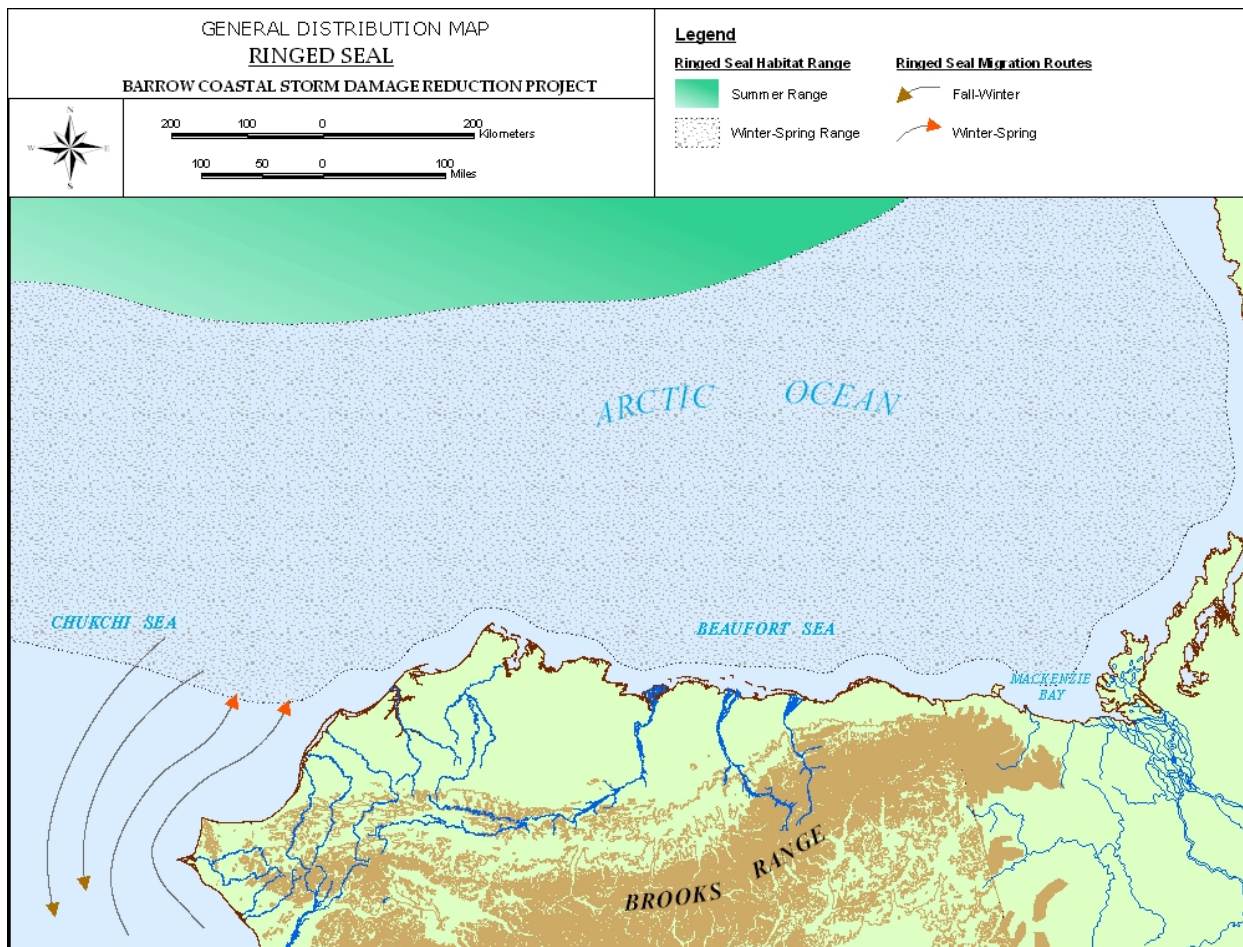 GENERAL DISTRIBUTION MAP
RINGED SEAL
BARROW COASTAL STORM DAMAGE REDUCTION PROJECT
N
W E
S
200 100 0 200
Kilometers
100 50 0 100
Miles
Legend
Ringed Seal Habitat Range
Summer Range
Winter-Spring Range
Ringed Seal Migration Routes
Fall-Winter
Winter-Spring
ARCTIC OCEAN
CHUKCHI SEA
BEAUFORT SEA
MACKENZIE
BAY
BROOKS RANGE